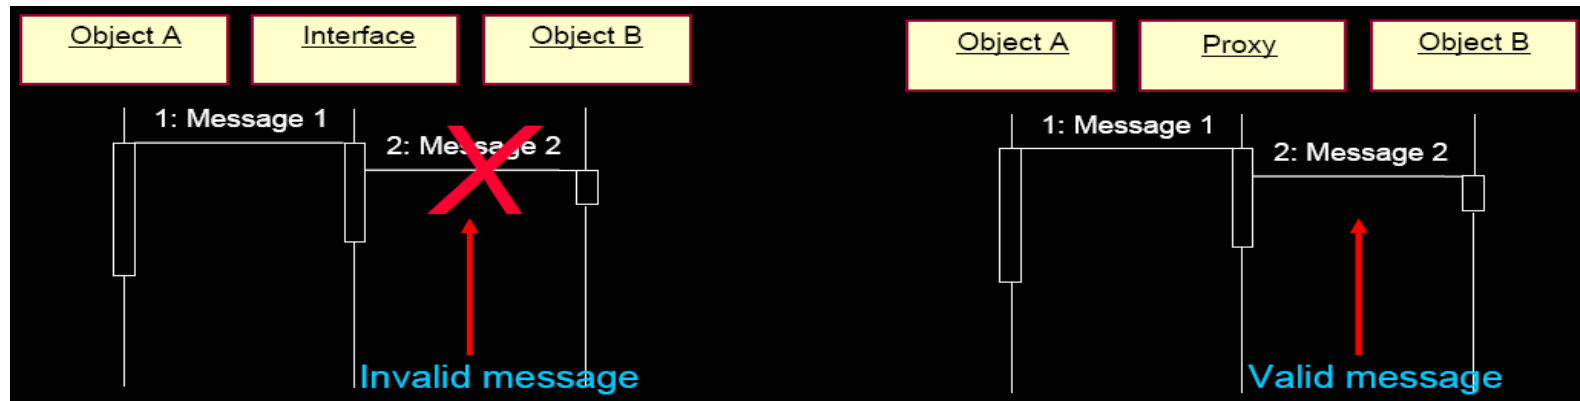 Object A
Interface
Object B
1: Message 1
2: Message 2
Invalid message
Object A
Proxy
Object B
1: Message 1
2: Message 2
Valid message